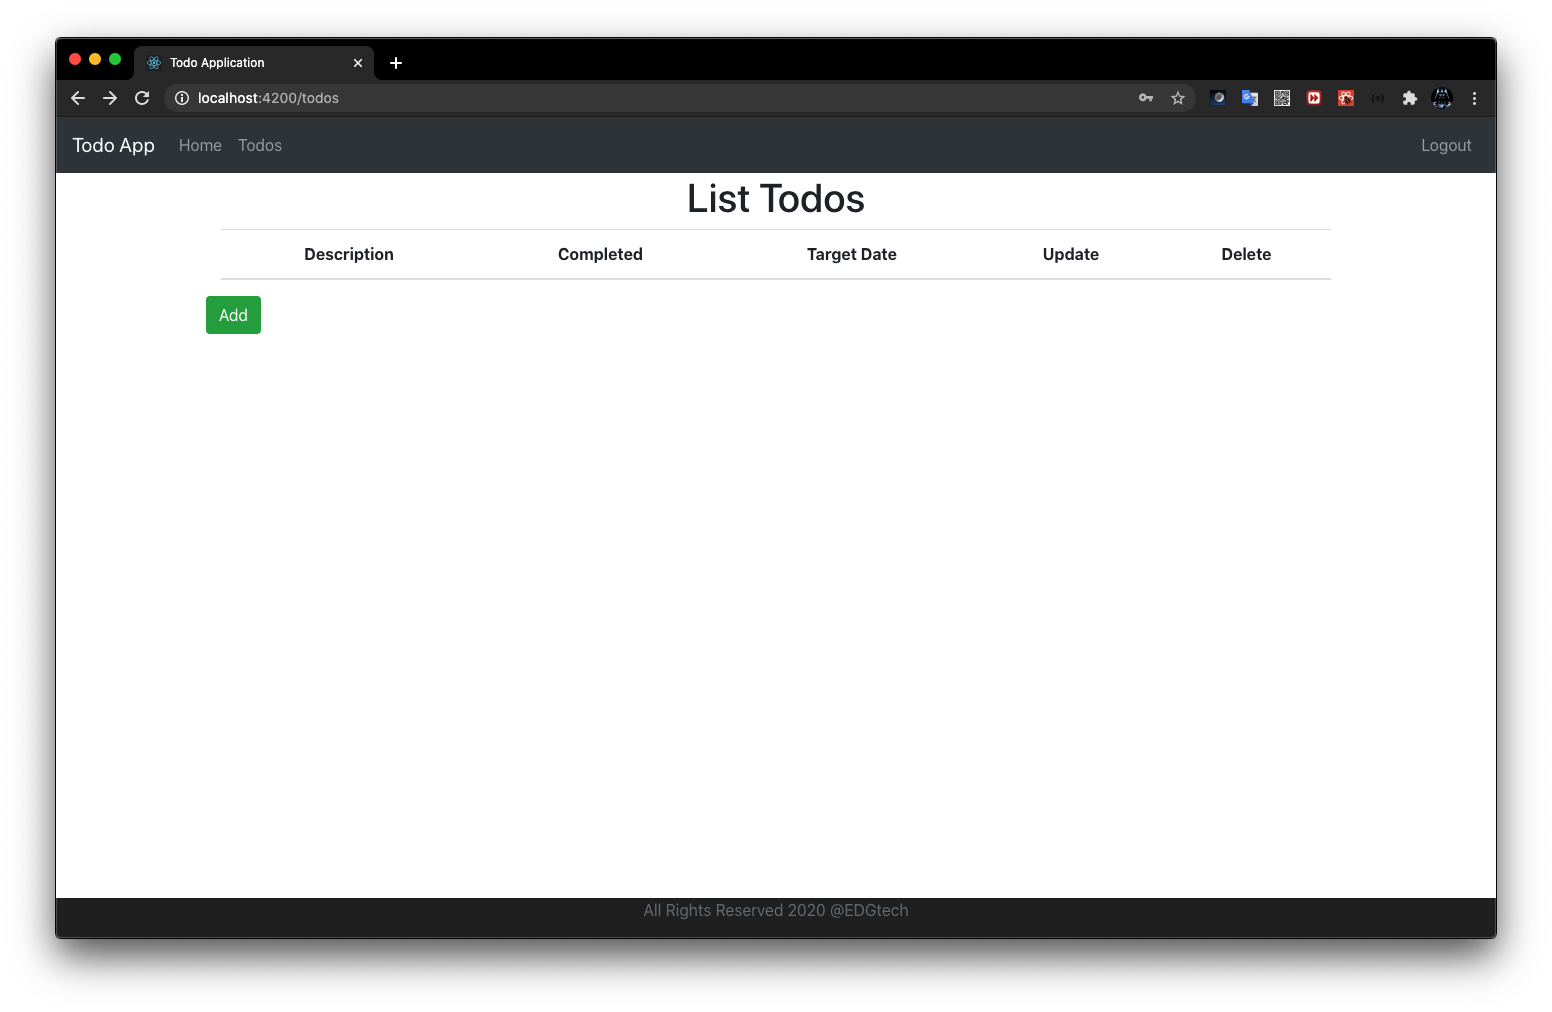 Todo Application
localhost:4200/todos
Todo App Home Todos Logout
List Todos
Description Completed Target Date Update Delete
Add
All Rights Reserved 2020 @EDGtech